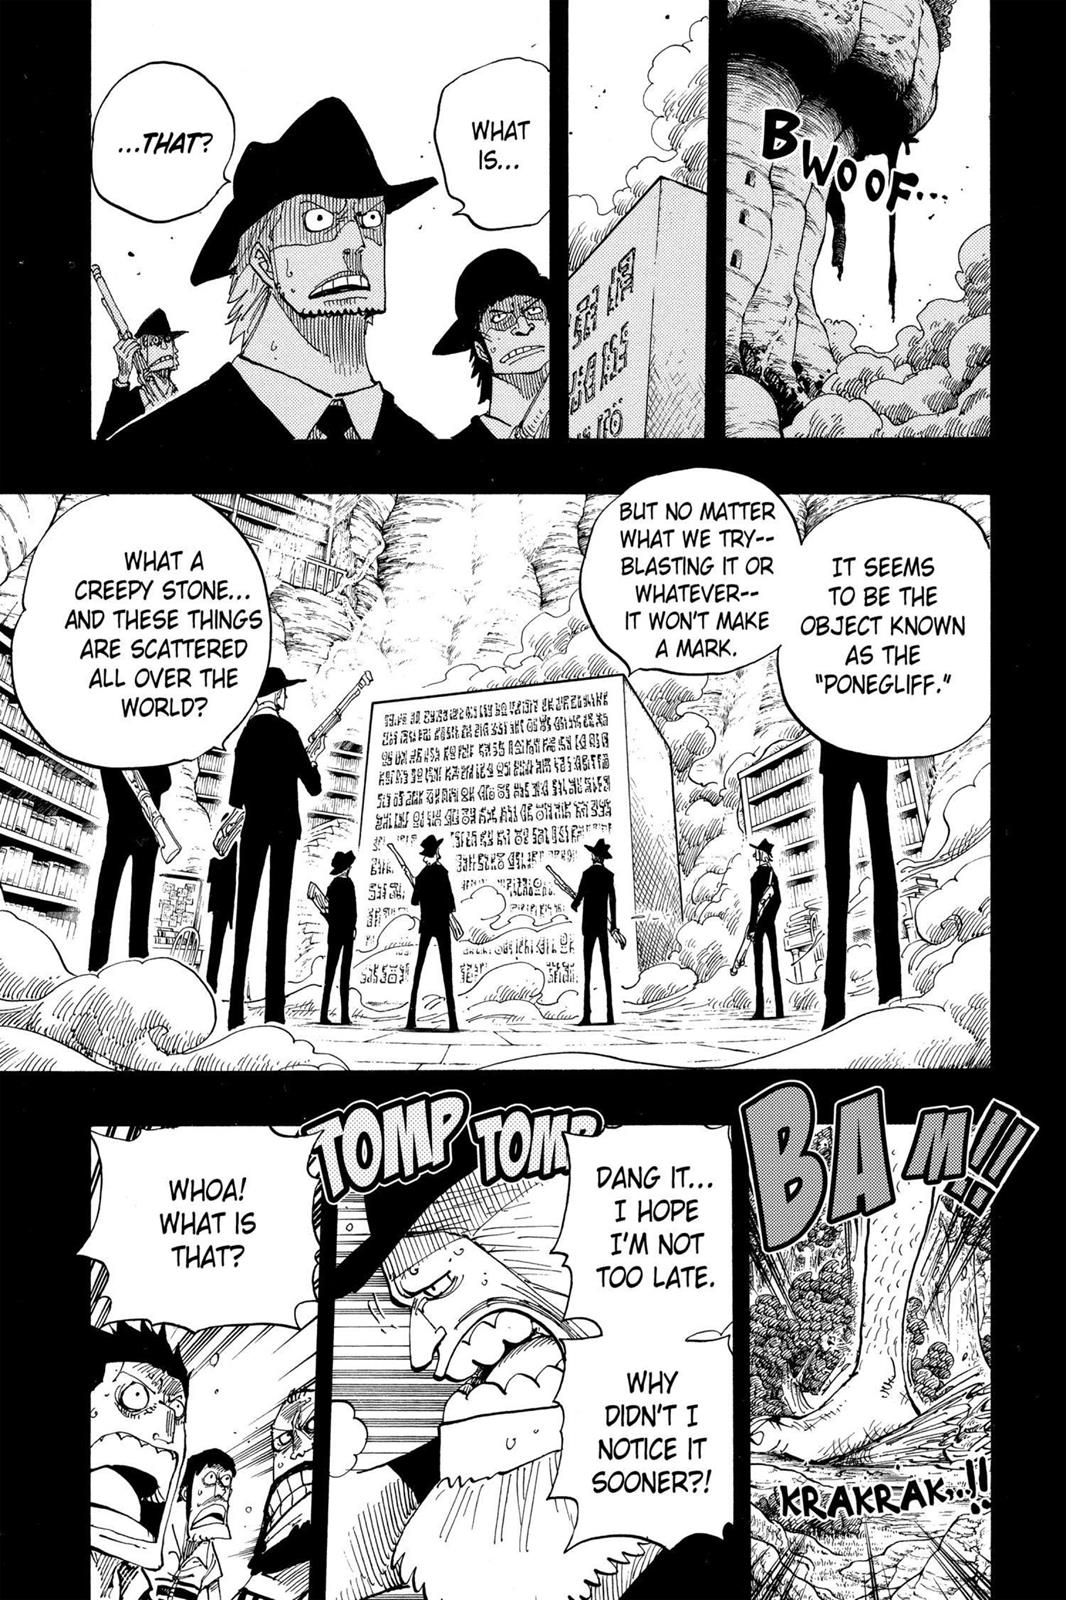 BWOOF...
WHAT
IS...
...THAT?
IT SEEMS
TO BE THE
OBJECT KNOWN
AS THE
"PONEGLIFF."
BUT NO MATTER
WHAT WE TRY--
BLASTING IT OR
WHATEVER--
IT WON'T MAKE
A MARK.
WHAT A
CREEPY STONE...
AND THESE THINGS
ARE SCATTERED
ALL OVER THE
WORLD?
BAM!!
KRAKRAK...!!
DANG IT...
I HOPE
I'M NOT
TOO LATE.
WHY
DIDN'T I
NOTICE IT
SOONER?!
TOMP TOMP
WHOA!
WHAT IS
THAT?